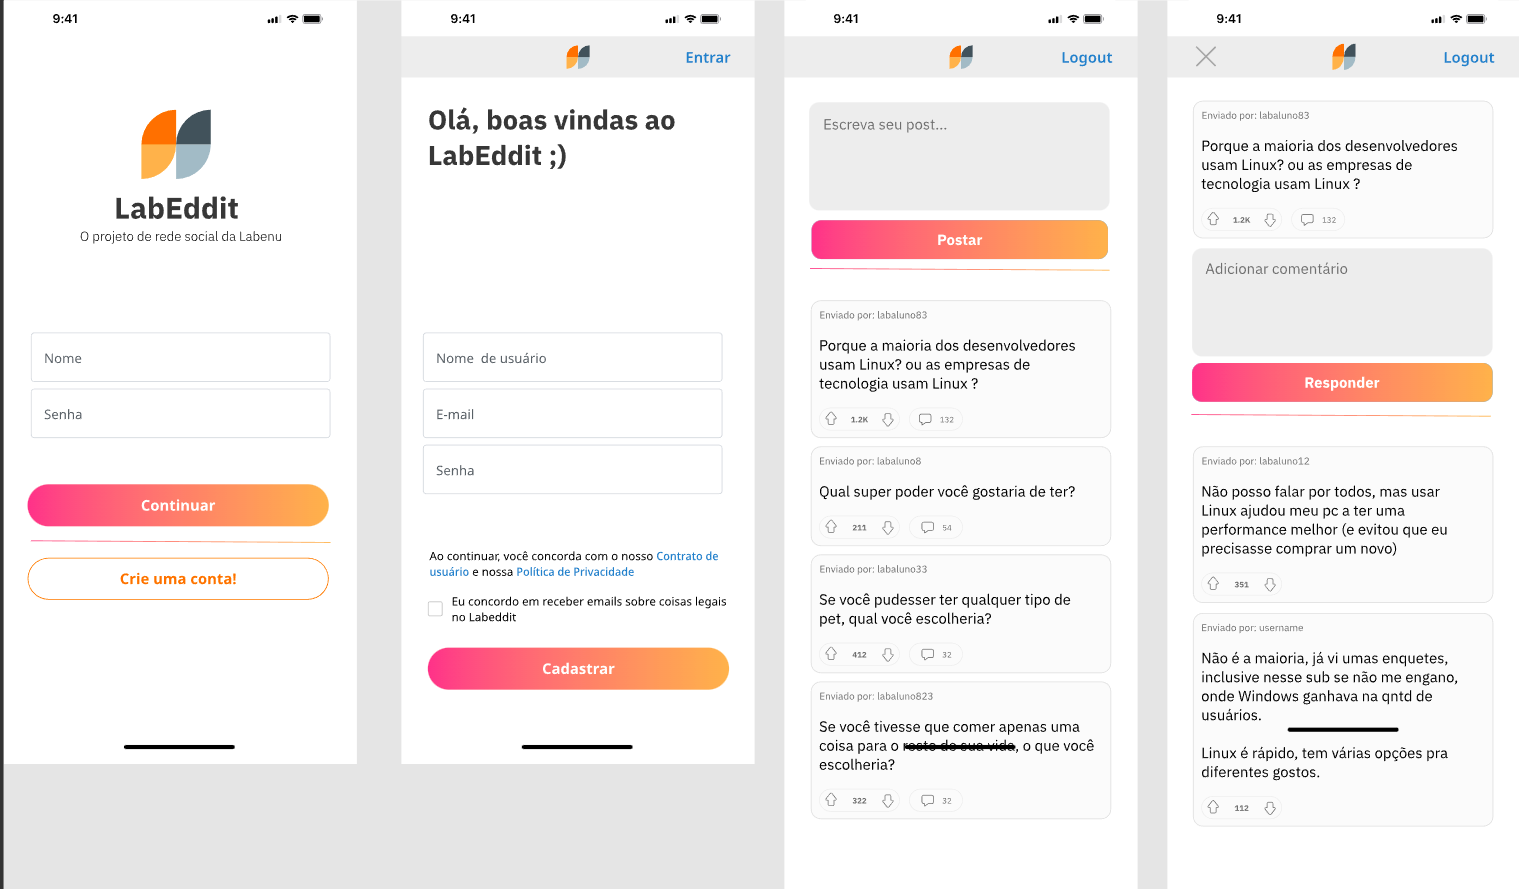 9:41
LabEddit
O projeto de rede social da Labenu
Nome
Senha
Continuar
Crie uma conta!
9:41
Entrar
Olá, boas vindas ao
LabEddit ;)
Nome  de usuário
E-mail
Senha
Ao continuar, você concorda com o nosso Contrato de
usuário e nossa Política de Privacidade
Eu concordo em receber emails sobre coisas legais
no Labeddit
Cadastrar
9:41
Logout
Escreva seu post...
Postar
Enviado por: labaluno83
Porque a maioria dos desenvolvedores
usam Linux? ou as empresas de
tecnologia usam Linux ?
1.2K 132
Enviado por: labaluno8
Qual super poder você gostaria de ter?
211 54
Enviado por: labaluno33
Se você pudesser ter qualquer tipo de
pet, qual você escolheria?
412 32
Enviado por: labaluno823
Se você tivesse que comer apenas uma
coisa para o resto de sua vida, o que você
escolheria?
322 32
9:41
Logout
Enviado por: labaluno83
Porque a maioria dos desenvolvedores
usam Linux? ou as empresas de
tecnologia usam Linux ?
1.2K 132
Adicionar comentário
Responder
Enviado por: labaluno12
Não posso falar por todos, mas usar
Linux ajudou meu pc a ter uma
performance melhor (e evitou que eu
precisasse comprar um novo)
351
Enviado por: username
Não é a maioria, já vi umas enquetes,
inclusive nesse sub se não me engano,
onde Windows ganhava na qntd de
usuários.
Linux é rápido, tem várias opções pra
diferentes gostos.
112